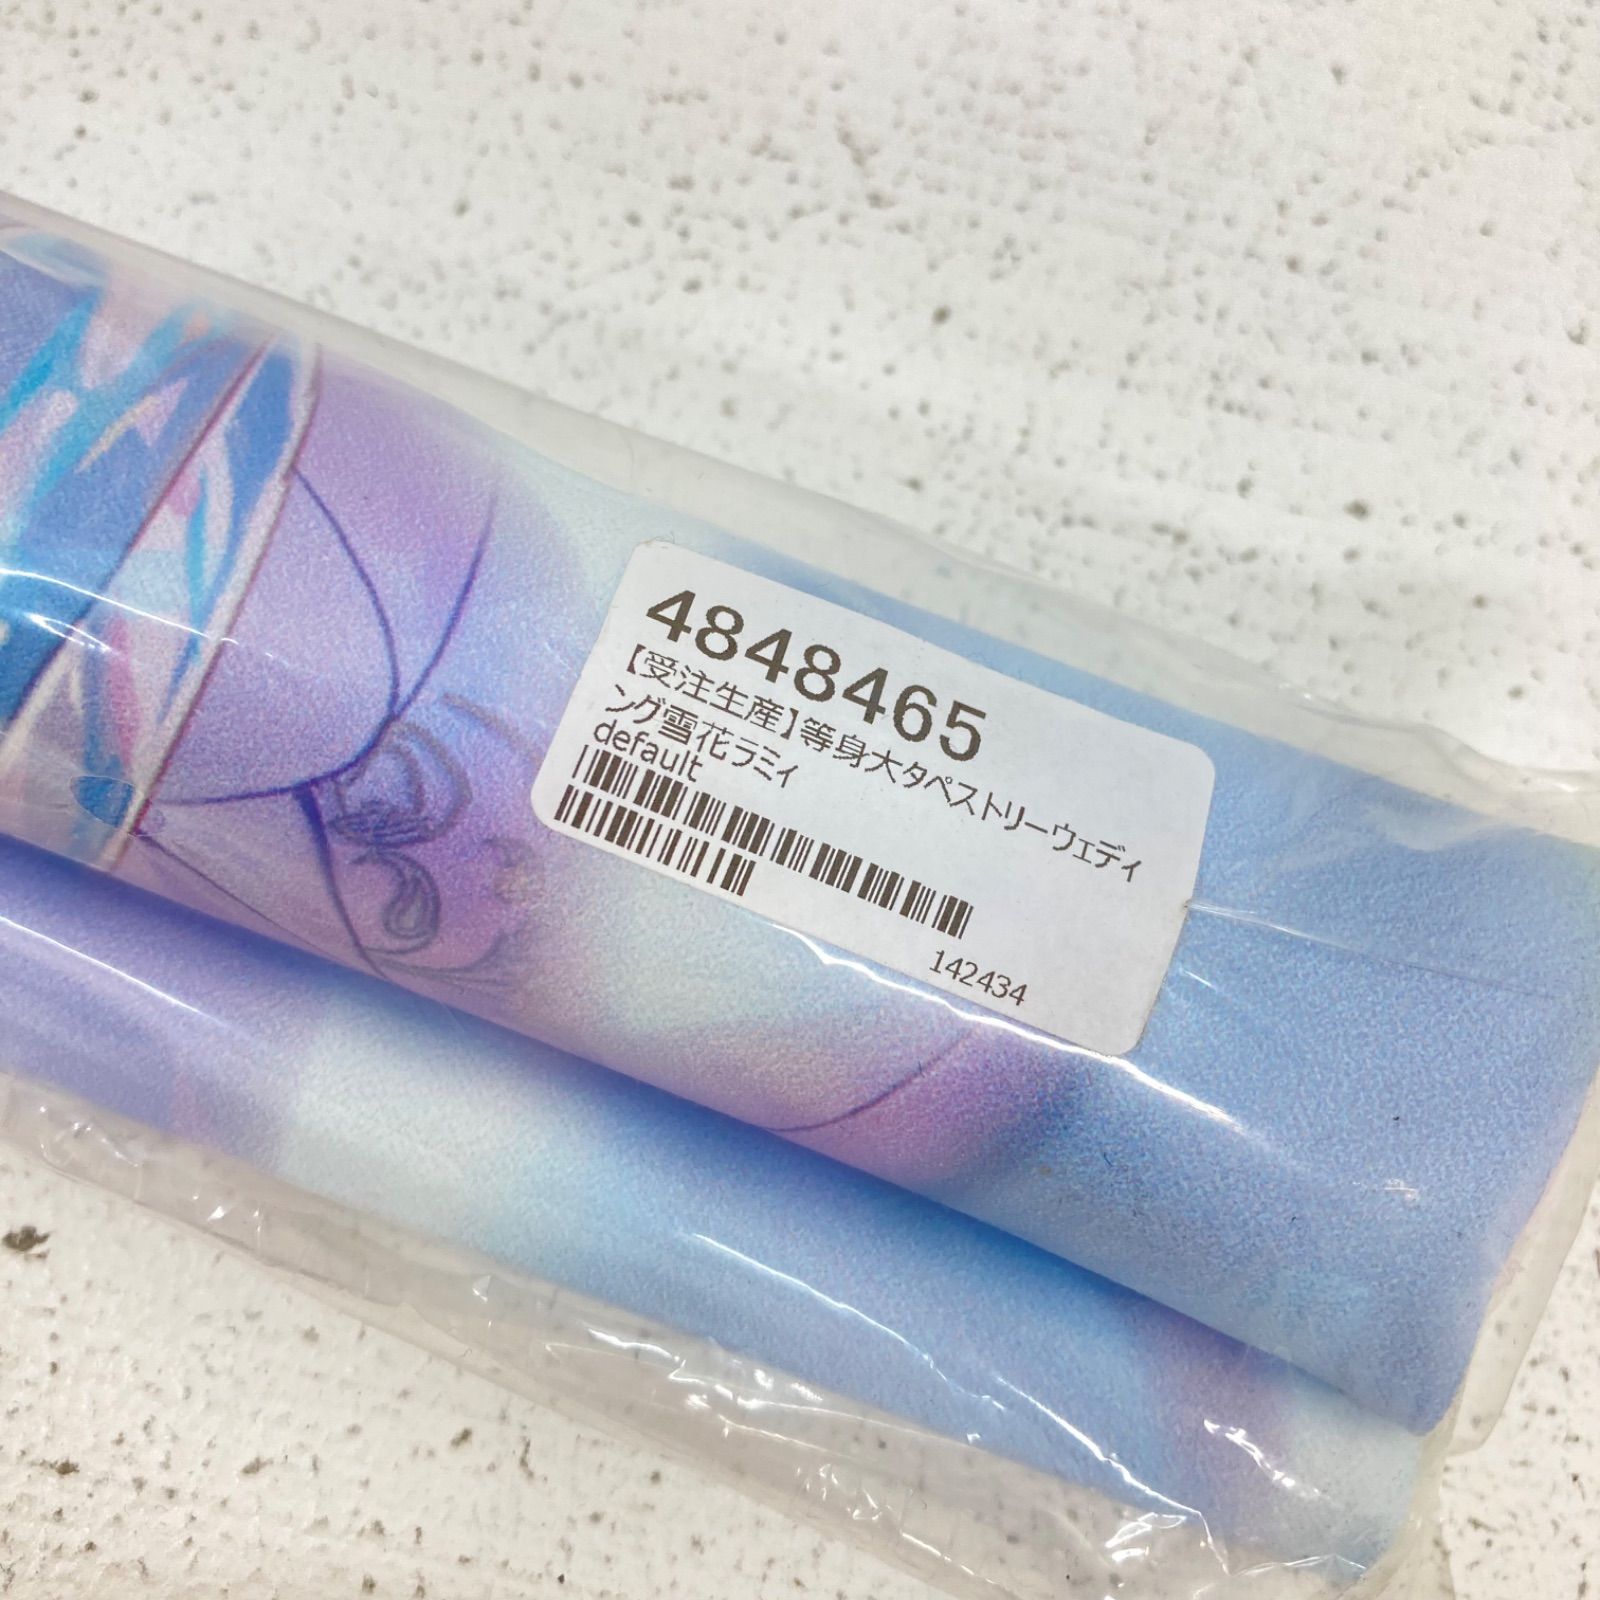 4848465
【受注生産】等身大タペストリーウェディ
ング雪花ラミィ
default
142434